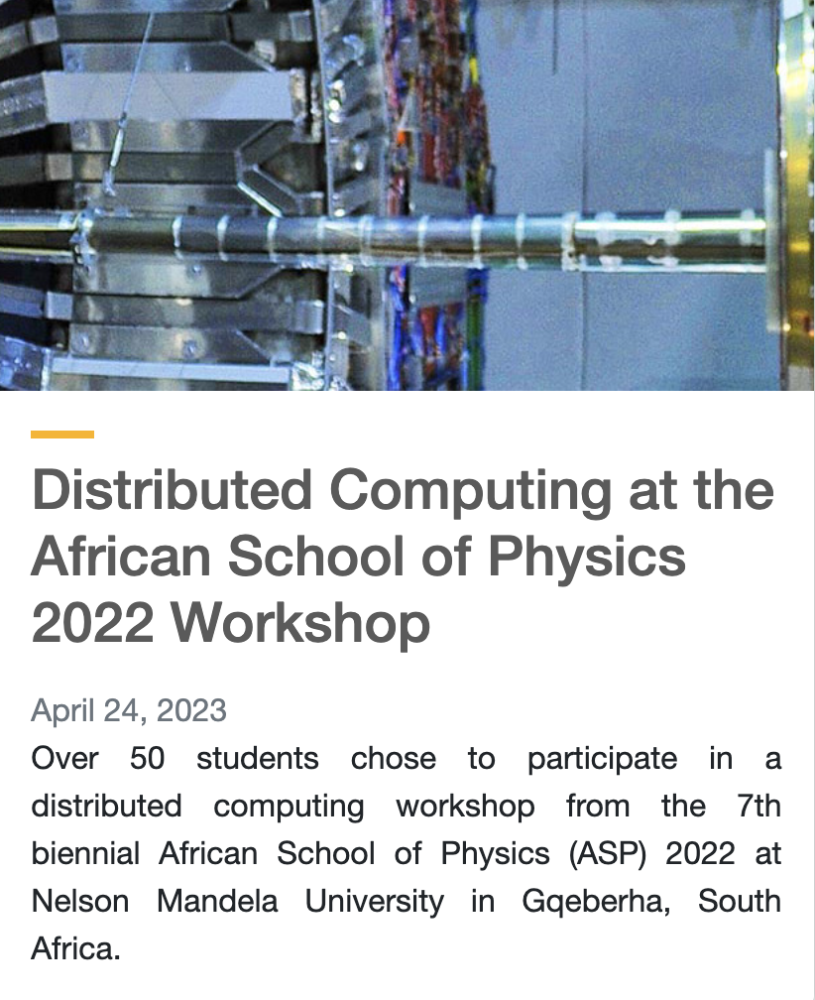 Distributed Computing at the
African School of Physics
2022 Workshop
April 24, 2023
Over 50 students chose to participate in a
distributed computing workshop from the 7th
biennial African School of Physics (ASP) 2022 at
Nelson Mandela University in Gqeberha, South
Africa.